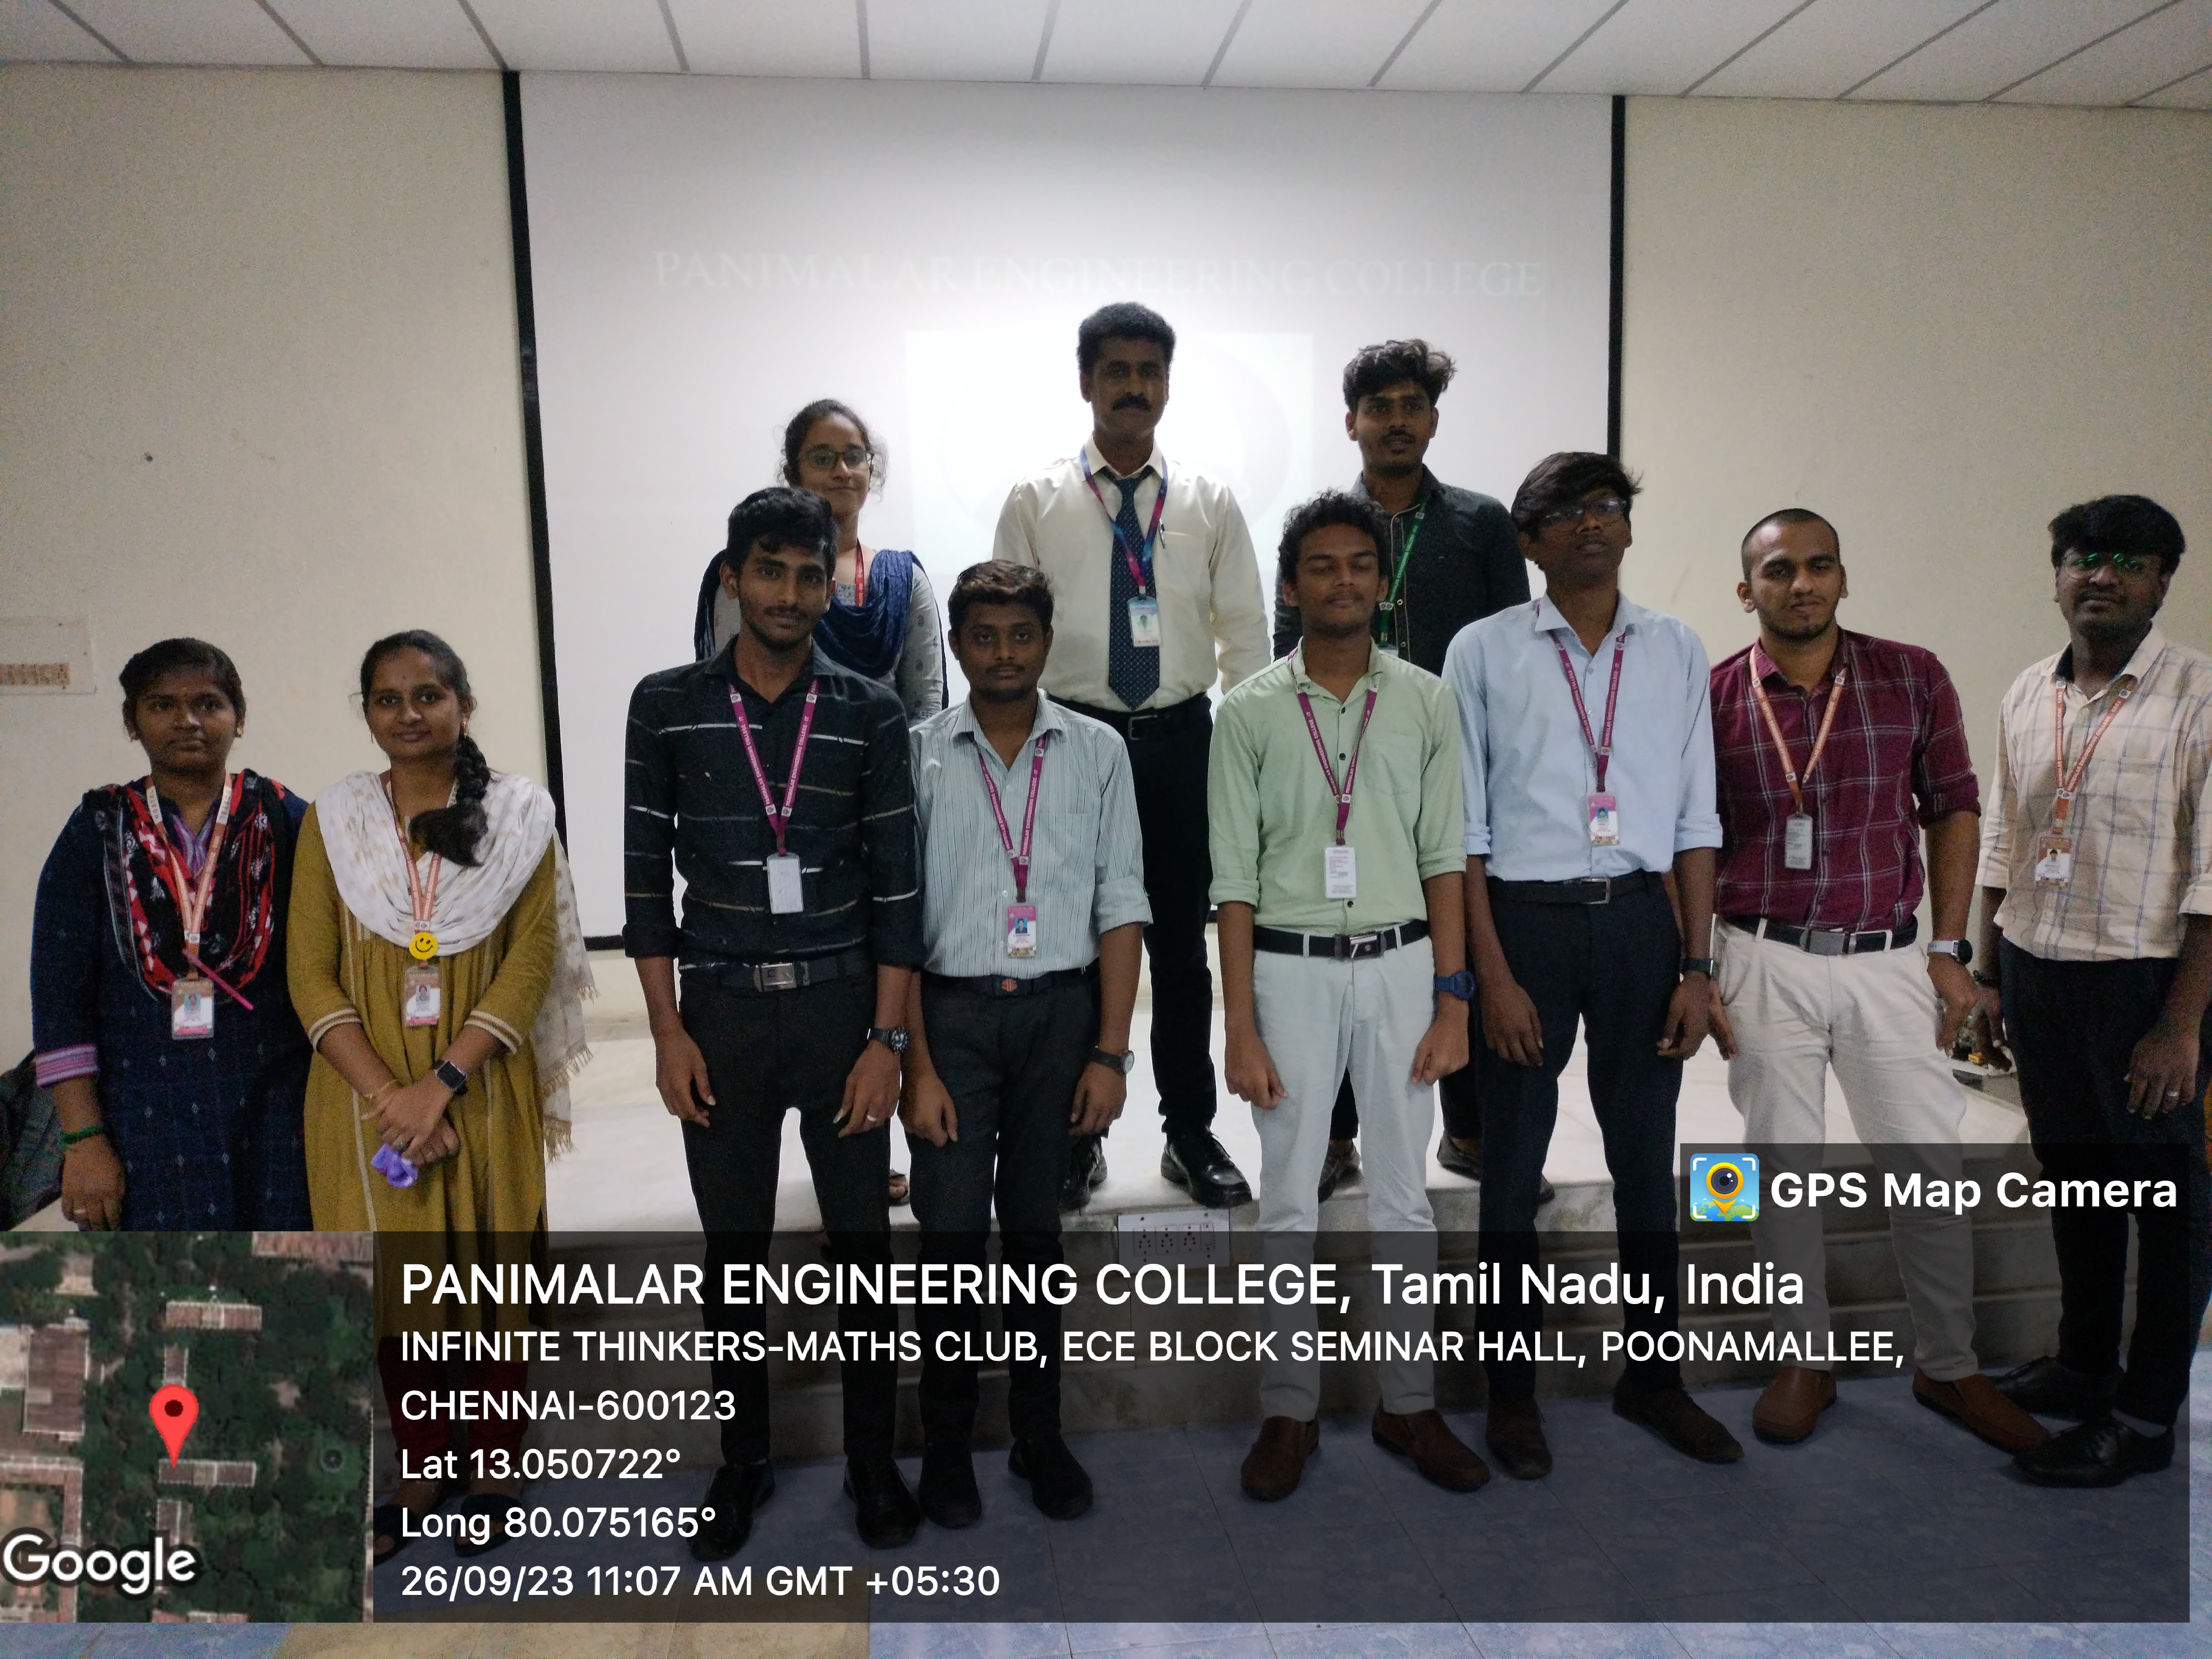 PANIMALAR ENGINEERING COLLEGE
GPS Map Camera
PANIMALAR ENGINEERING COLLEGE, Tamil Nadu, India
INFINITE THINKERS-MATHS CLUB, ECE BLOCK SEMINAR HALL, POONAMALLEE,
CHENNAI-600123
Lat 13.050722°
Long 80.075165°
26/09/23 11:07 AM GMT +05:30
Google